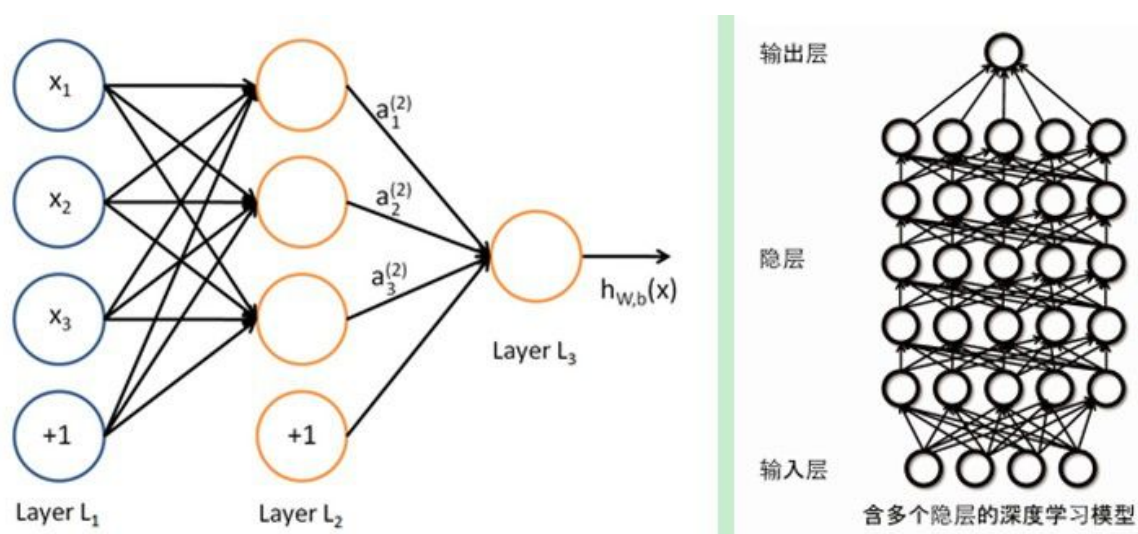 x₁
x₂
x₃
+1
Layer L₁
+1
Layer L₂
a₁⁽²⁾
a₂⁽²⁾
a₃⁽²⁾
Layer L₃
h_W,b(x)
输出层
隐层
输入层
含多个隐层的深度学习模型